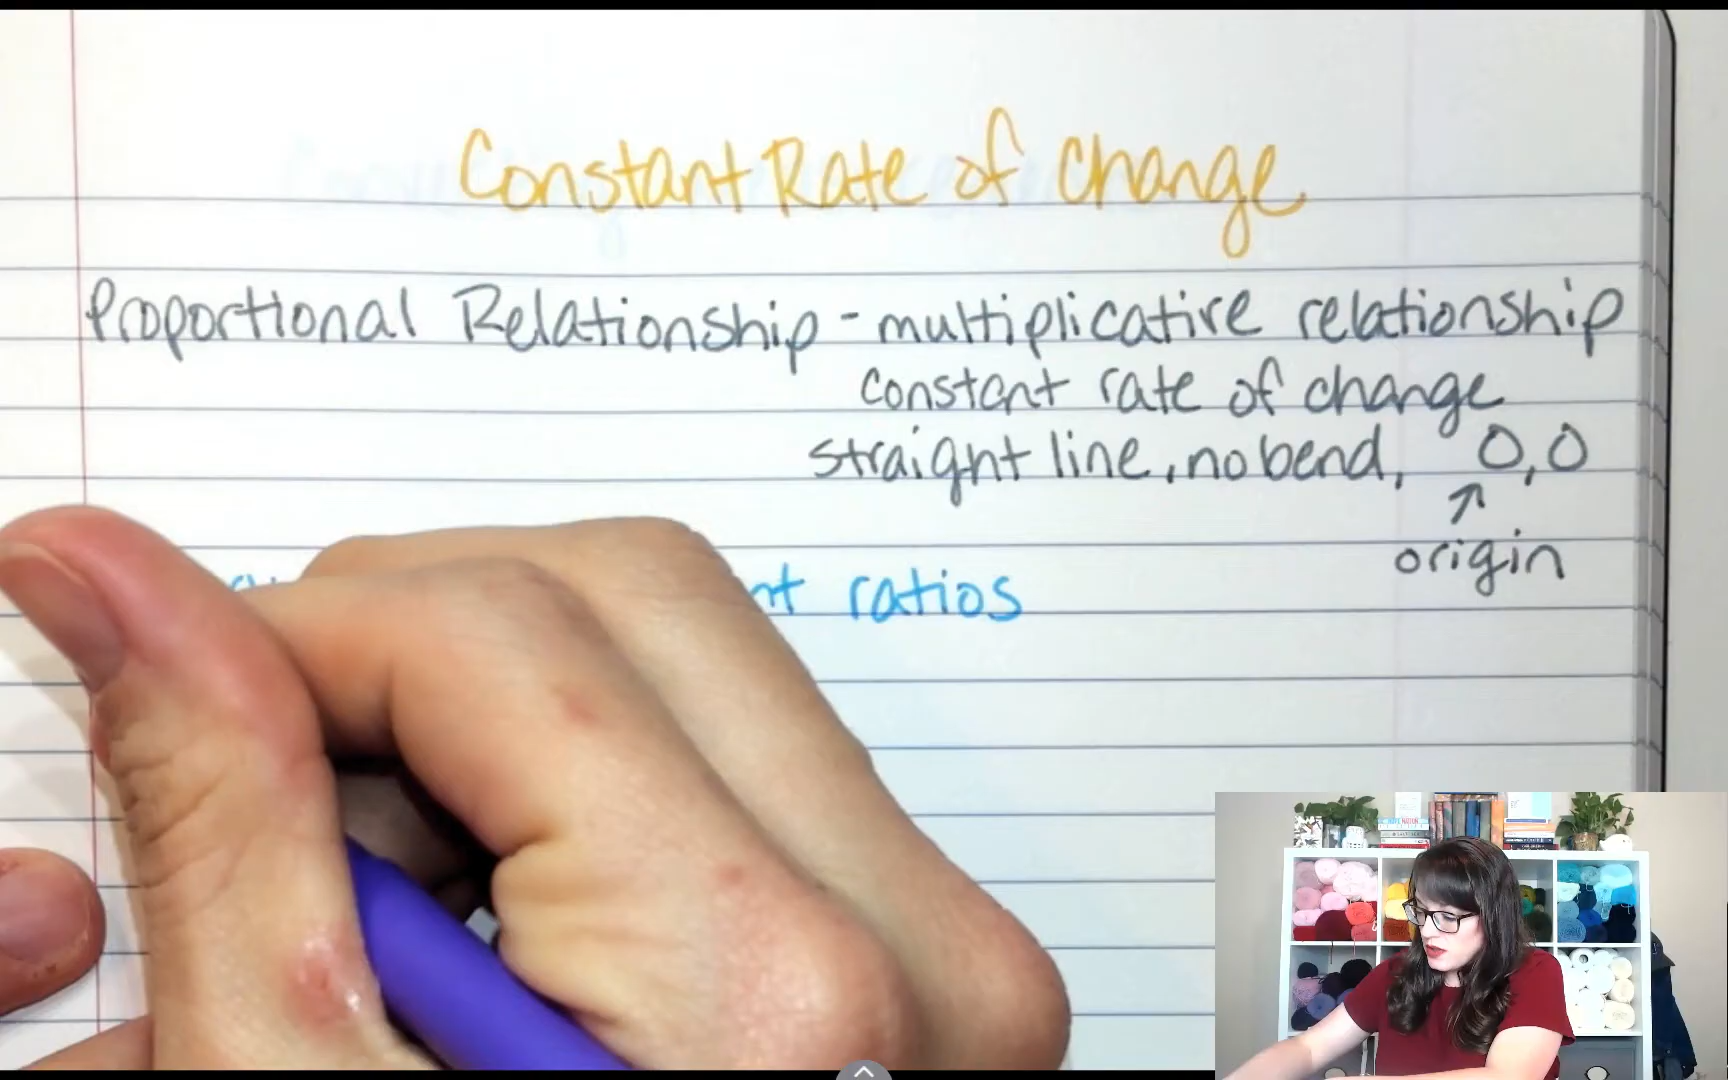 Constant Rate of Change
Proportional Relationship - multiplicative relationship
constant rate of change
straight line, no bend, 0,0
origin
ratios